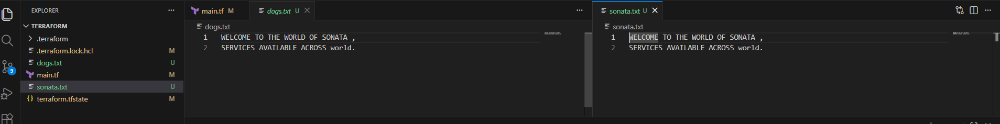 EXPLORER
···
TERRAFORM
.terraform
.terraform.lock.hcl M
dogs.txt U
main.tf M
sonata.txt U
terraform.tfstate M
9
main.tf M
dogs.txt U
···
dogs.txt
1 WELCOME TO THE WORLD OF SONATA ,
2 SERVICES AVAILABLE ACROSS world.
sonata.txt U
···
sonata.txt
1 WELCOME TO THE WORLD OF SONATA ,
2 SERVICES AVAILABLE ACROSS world.